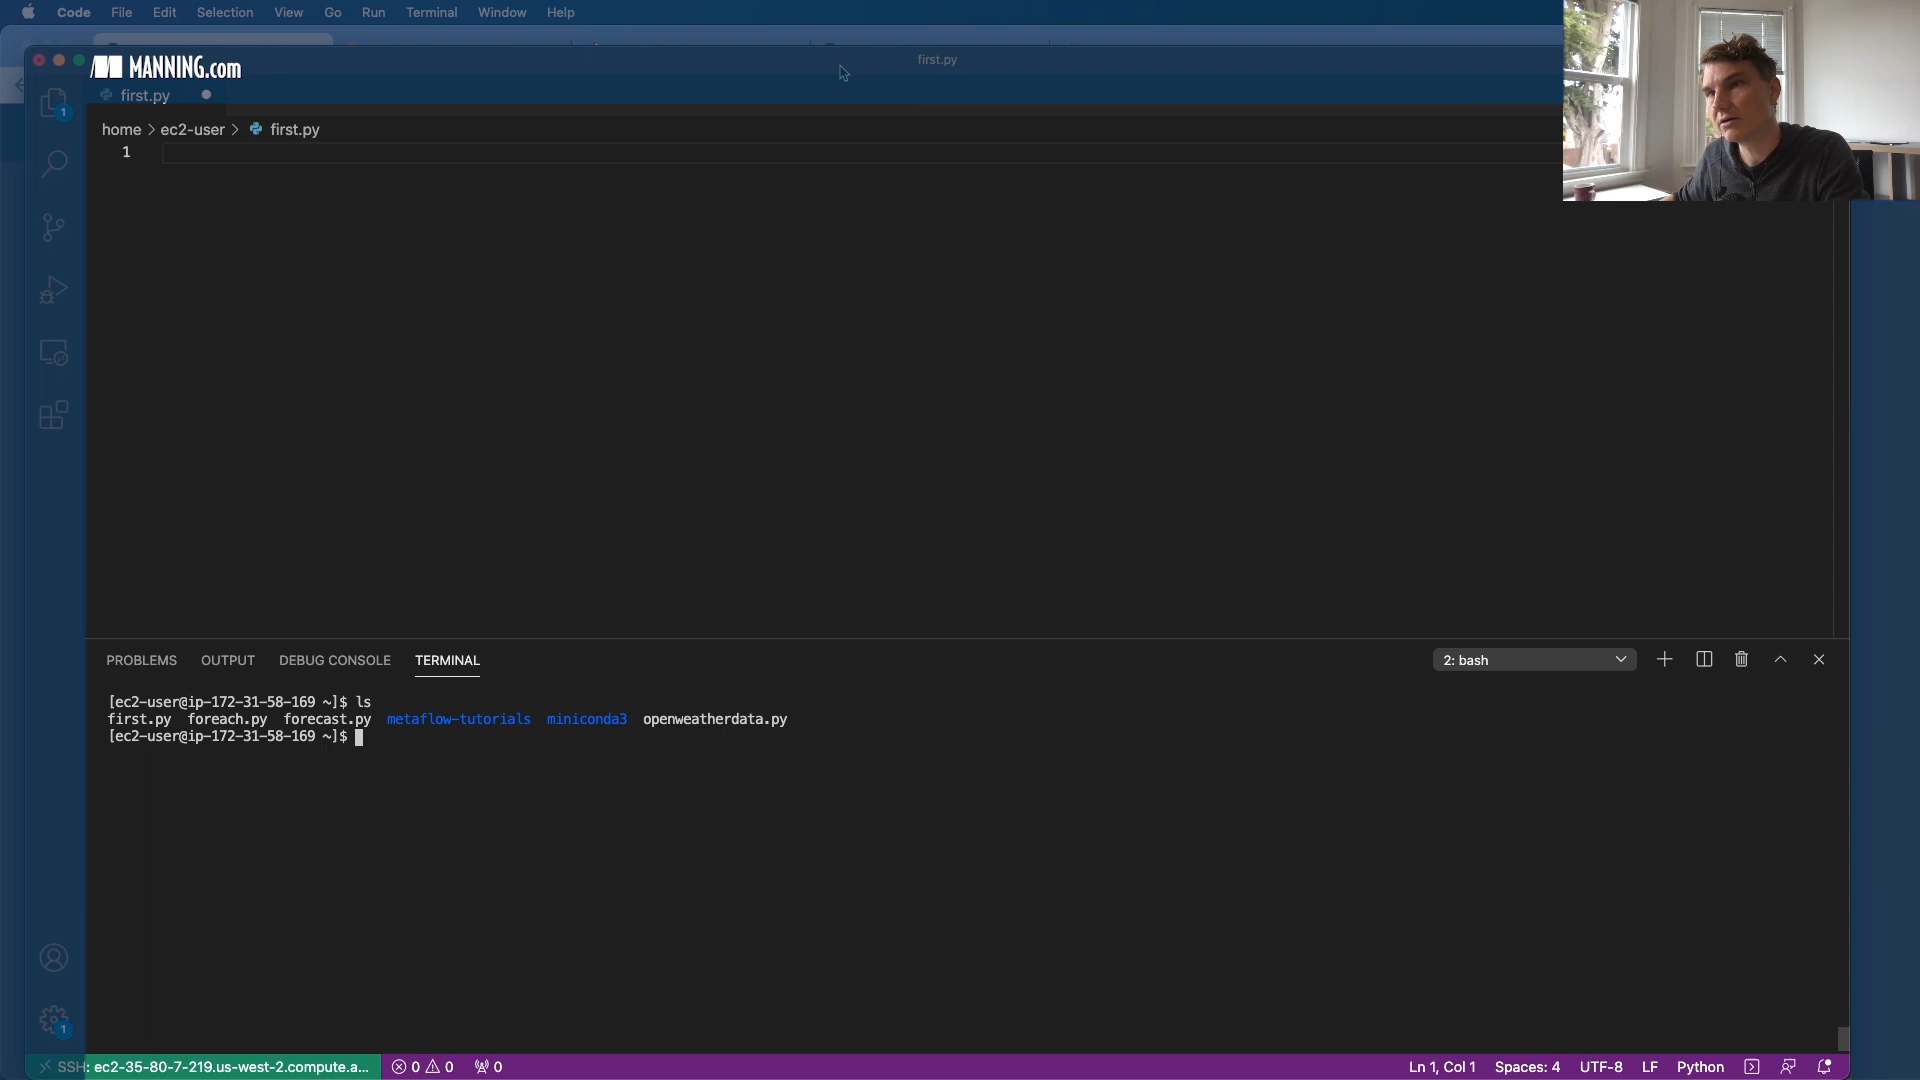 Code File Edit Selection View Go Run Terminal Window Help
MANNING.com
first.py
first.py
1
home > ec2-user > first.py
1
PROBLEMS OUTPUT DEBUG CONSOLE TERMINAL
2: bash
[ec2-user@ip-172-31-58-169 ~]$ ls
first.py foreach.py forecast.py metaflow-tutorials miniconda3 openweatherdata.py
[ec2-user@ip-172-31-58-169 ~]$
1
SSH: ec2-35-80-7-219.us-west-2.compute.a... 0 0 0
Ln 1, Col 1 Spaces: 4 UTF-8 LF Python